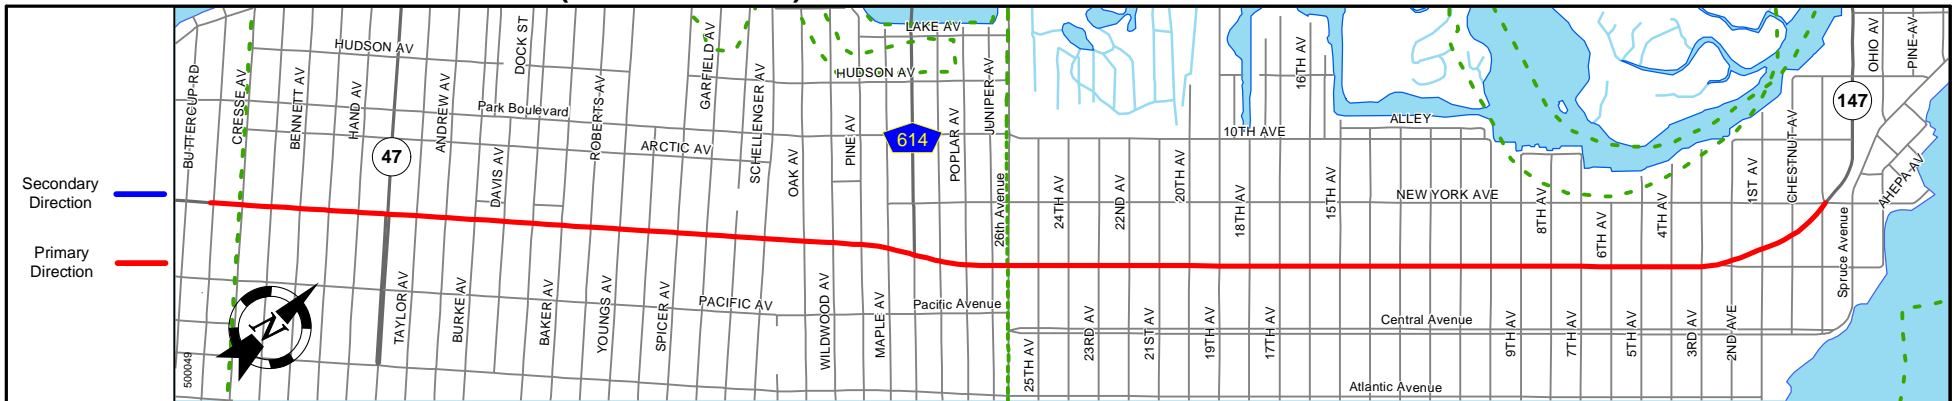 Secondary
Direction
Primary
Direction
BUTTERCUP RD
CRESSE AV
BENNETT AV
HAND AV
HUDSON AV
47
ANDREW AV
Park Boulevard
DOCK ST
DAVIS AV
ROBERTS AV
ARCTIC AV
GARFIELD AV
SCHELLENGER AV
OAK AV
PINE AV
HUDSON AV
LAKE AV
614
POPLAR AV
JUNIPER AV
26th Avenue
24TH AV
22ND AV
20TH AV
18TH AV
10TH AVE
16TH AV
15TH AV
ALLEY
NEW YORK AVE
8TH AV
6TH AV
4TH AV
1ST AV
CHESTNUT AV
147
OHIO AV
PINE AV
AHEPA AV
Spruce Avenue
500049
N
TAYLOR AV
BURKE AV
BAKER AV
YOUNGS AV
SPICER AV
PACIFIC AV
WILDWOOD AV
MAPLE AV
Pacific Avenue
25TH AV
23RD AV
21ST AV
19TH AV
17TH AV
Central Avenue
Atlantic Avenue
9TH AV
7TH AV
5TH AV
3RD AV
2ND AVE